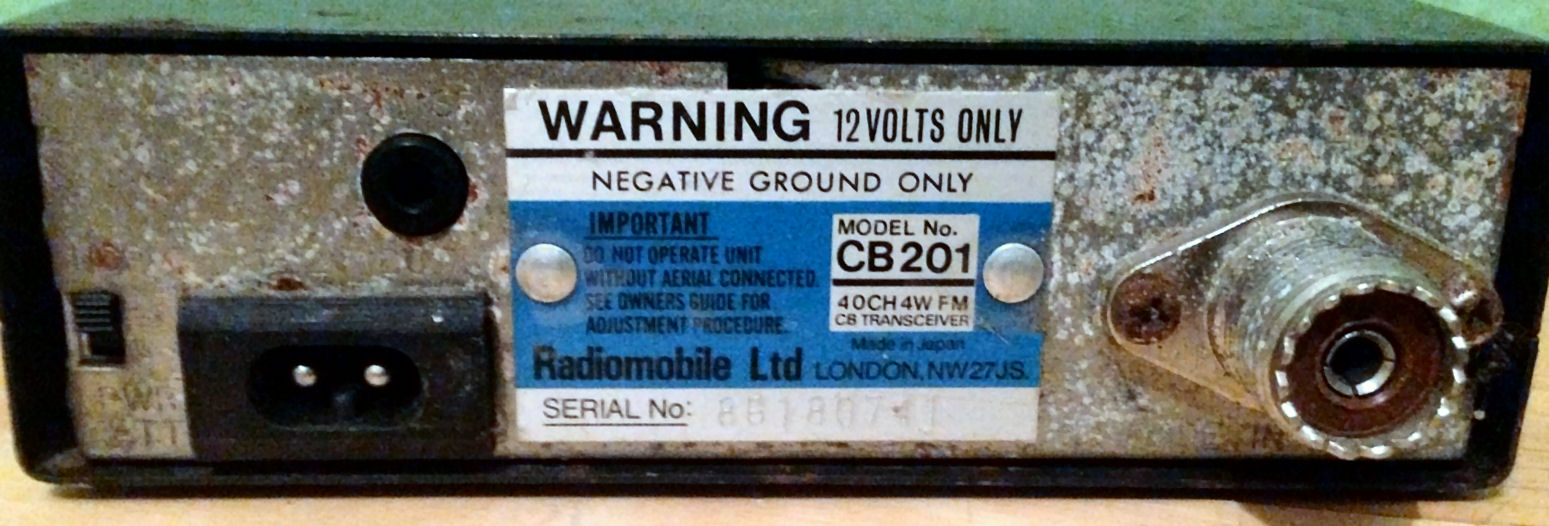 WARNING 12VOLTS ONLY
NEGATIVE GROUND ONLY
IMPORTANT
DO NOT OPERATE UNIT
WITHOUT AERIAL CONNECTED.
SEE OWNERS GUIDE FOR
ADJUSTMENT PROCEDURE.
MODEL No.
CB201
40CH 4W FM
CB TRANSCEIVER
Made in Japan
Radiomobile Ltd LONDON, NW27JS.
SERIAL No: